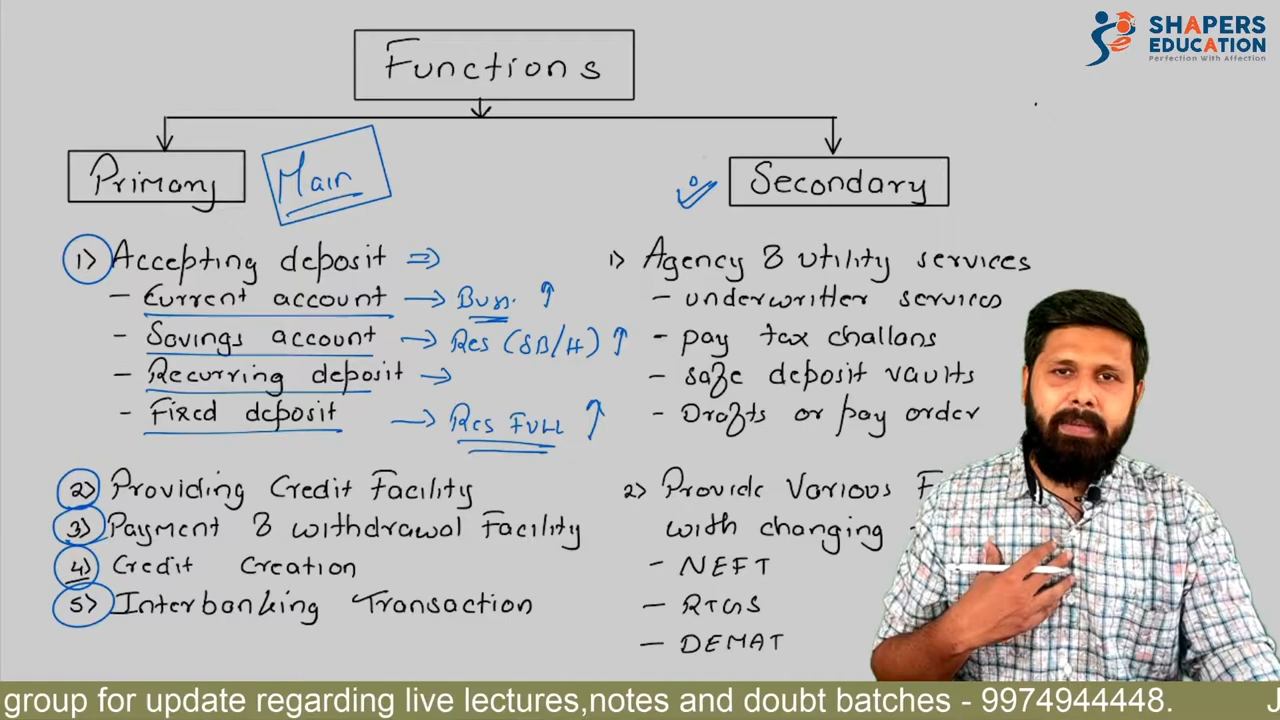 SHAPERS
EDUCATION
Perfection With Affection
Functions
Primary
Main
1) Accepting deposit ⇒
- Current account → Busi. ↑
- Savings account → Res (SB/H) ↑
- Recurring deposit →
- Fixed deposit → Res FULL ↑
2) Providing Credit Facility
3) Payment & withdrawal Facility
4) Credit Creation
5) Interbanking Transaction
Secondary
1) Agency & utility services
- underwritter services
- pay tax challans
- safe deposit vaults
- Drafts or pay order
2) Provide Various F
with changing
- NEFT
- RTGS
- DEMAT
group for update regarding live lectures,notes and doubt batches - 9974944448. J